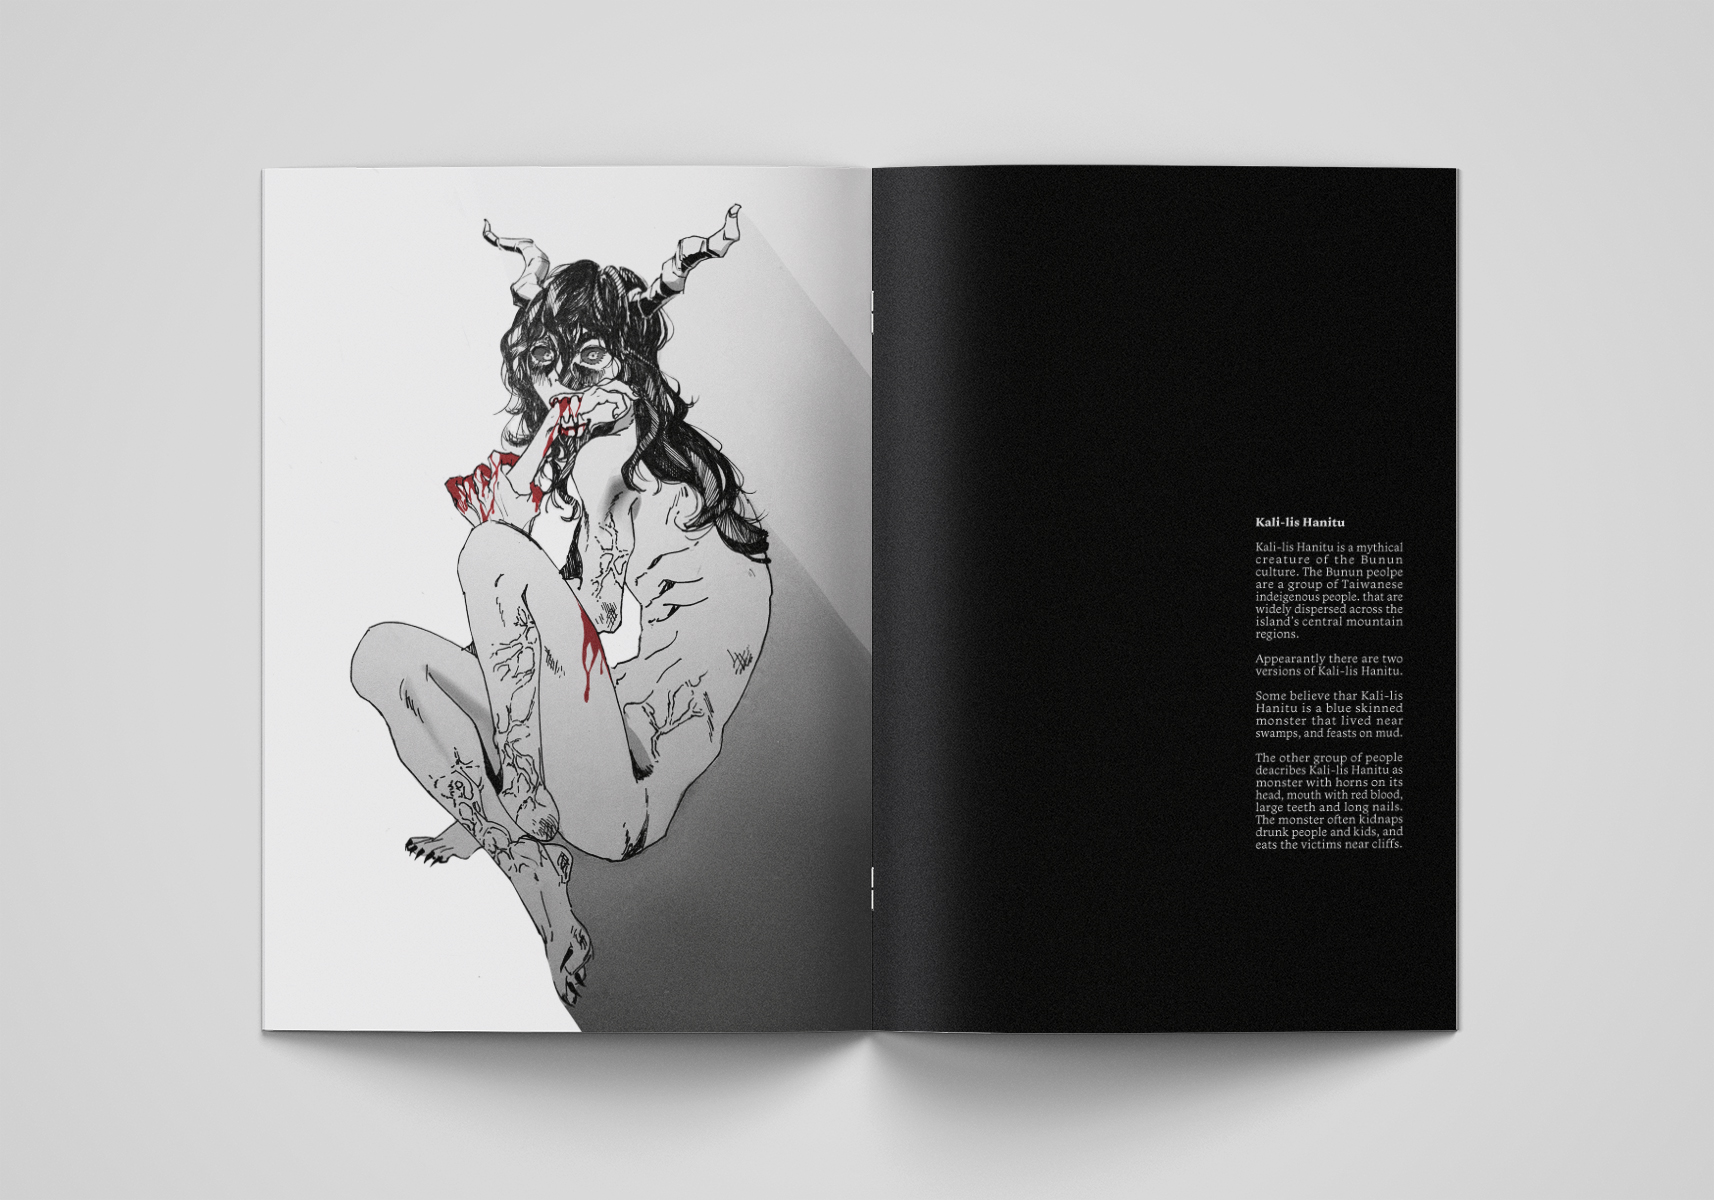 Kali-lis Hanitu
Kali-lis Hanitu is a mythical
creature of the Bunun
culture. The Bunun peolpe
are a group of Taiwanese
indeigenous people. that are
widely dispersed across the
island's central mountain
regions.
Appearantly there are two
versions of Kali-lis Hanitu.
Some believe thar Kali-lis
Hanitu is a blue skinned
monster that lived near
swamps, and feasts on mud.
The other group of people
deacribes Kali-lis Hanitu as
monster with horns on its
head, mouth with red blood,
large teeth and long nails.
The monster often kidnaps
drunk people and kids, and
eats the victims near cliffs.